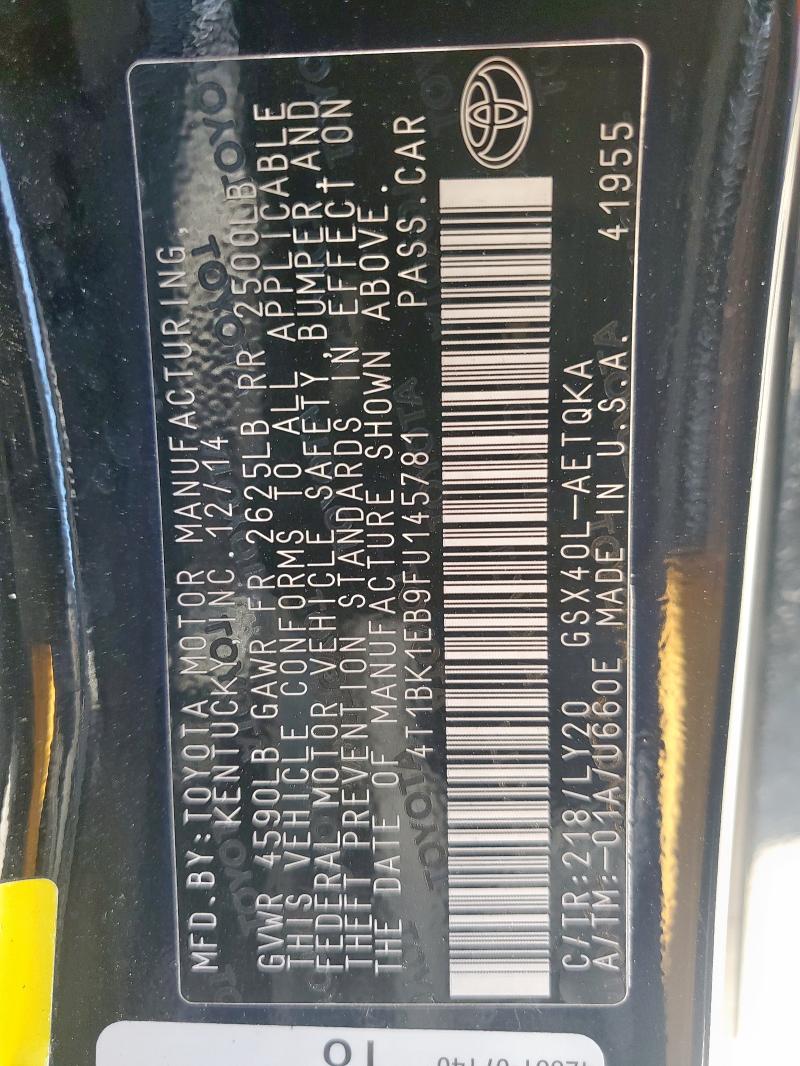 MFD.BY:TOYOTA MOTOR MANUFACTURING,
KENTUCKY, INC. 12/14
GVWR 4590LB GAWR FR 2625LB RR 2500LB
THIS VEHICLE CONFORMS TO ALL APPLICABLE
FEDERAL MOTOR VEHICLE SAFETY, BUMPER AND
THEFT PREVENTION STANDARDS IN EFFECT ON
THE DATE OF MANUFACTURE SHOWN ABOVE.
4T1BK1EB9FU145781 PASS.CAR
C/TR:218/LY20 GSX40L-AETQKA
A/TM:-01A/U660E MADE IN U.S.A. 41955